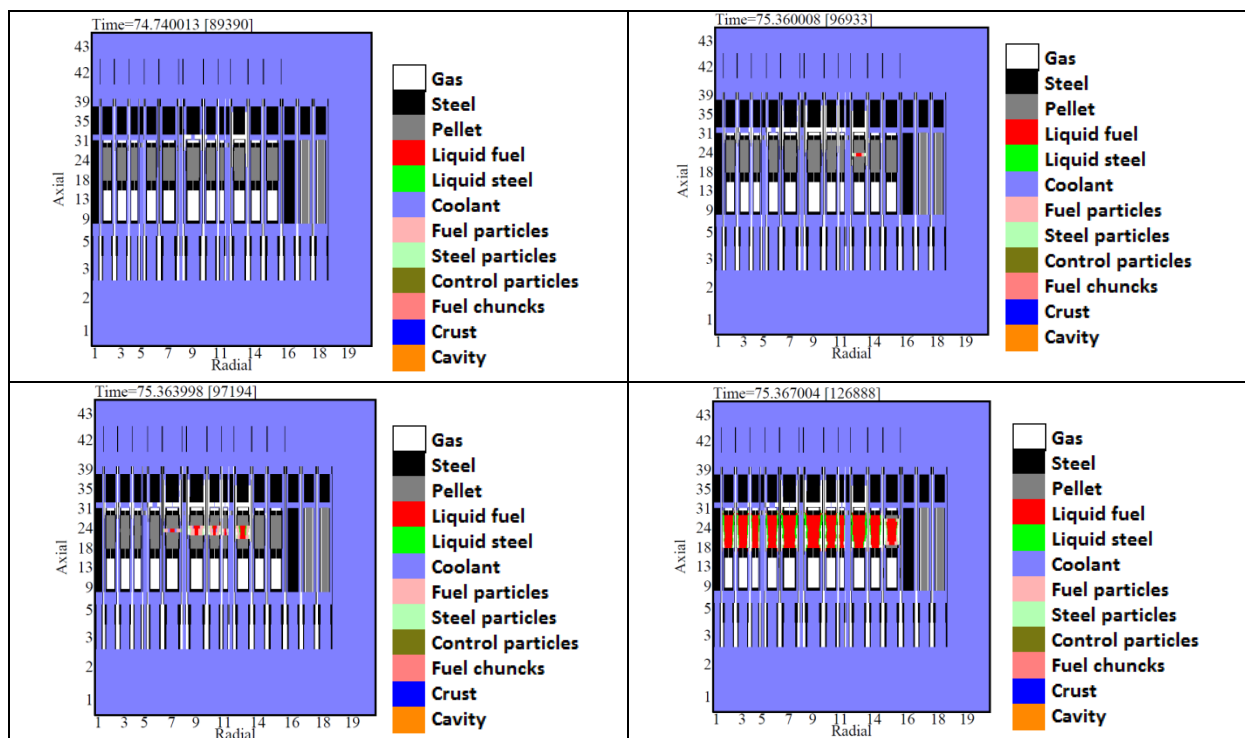 Time=74.740013 [89390]
43
42
39
35
31
24
18
13
9
5
3
2
1
Axial
1 3 5 7 9 11 14 16 18 19
Radial
Gas
Steel
Pellet
Liquid fuel
Liquid steel
Coolant
Fuel particles
Steel particles
Control particles
Fuel chuncks
Crust
Cavity
Time=75.360008 [96933]
43
42
39
35
31
24
18
13
9
5
3
2
1
Axial
1 3 5 7 9 11 14 16 18 19
Radial
Gas
Steel
Pellet
Liquid fuel
Liquid steel
Coolant
Fuel particles
Steel particles
Control particles
Fuel chuncks
Crust
Cavity
Time=75.363998 [97194]
43
42
39
35
31
24
18
13
9
5
3
2
1
Axial
1 3 5 7 9 11 14 16 18 19
Radial
Gas
Steel
Pellet
Liquid fuel
Liquid steel
Coolant
Fuel particles
Steel particles
Control particles
Fuel chuncks
Crust
Cavity
Time=75.367004 [126888]
43
42
39
35
31
24
18
13
9
5
3
2
1
Axial
1 3 5 7 9 11 14 16 18 19
Radial
Gas
Steel
Pellet
Liquid fuel
Liquid steel
Coolant
Fuel particles
Steel particles
Control particles
Fuel chuncks
Crust
Cavity